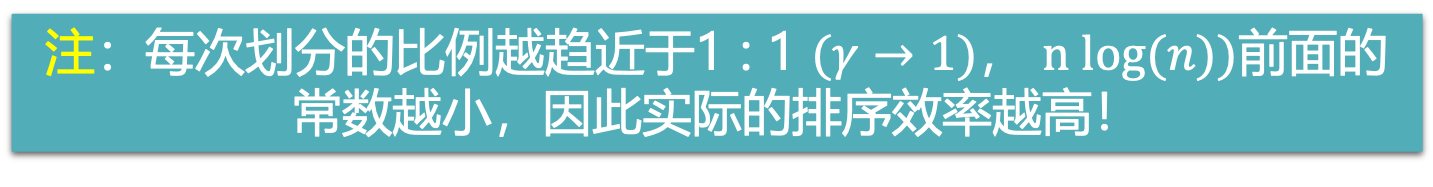 注：每次划分的比例越趋近于1：1 (γ → 1)， n log(n))前面的
常数越小，因此实际的排序效率越高！